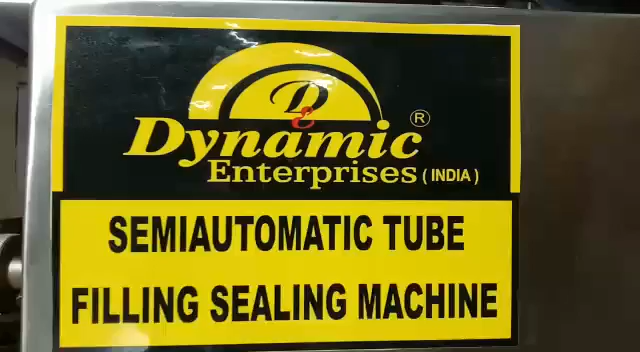 DE
Dynamic ®
Enterprises (INDIA)
SEMIAUTOMATIC TUBE
FILLING SEALING MACHINE